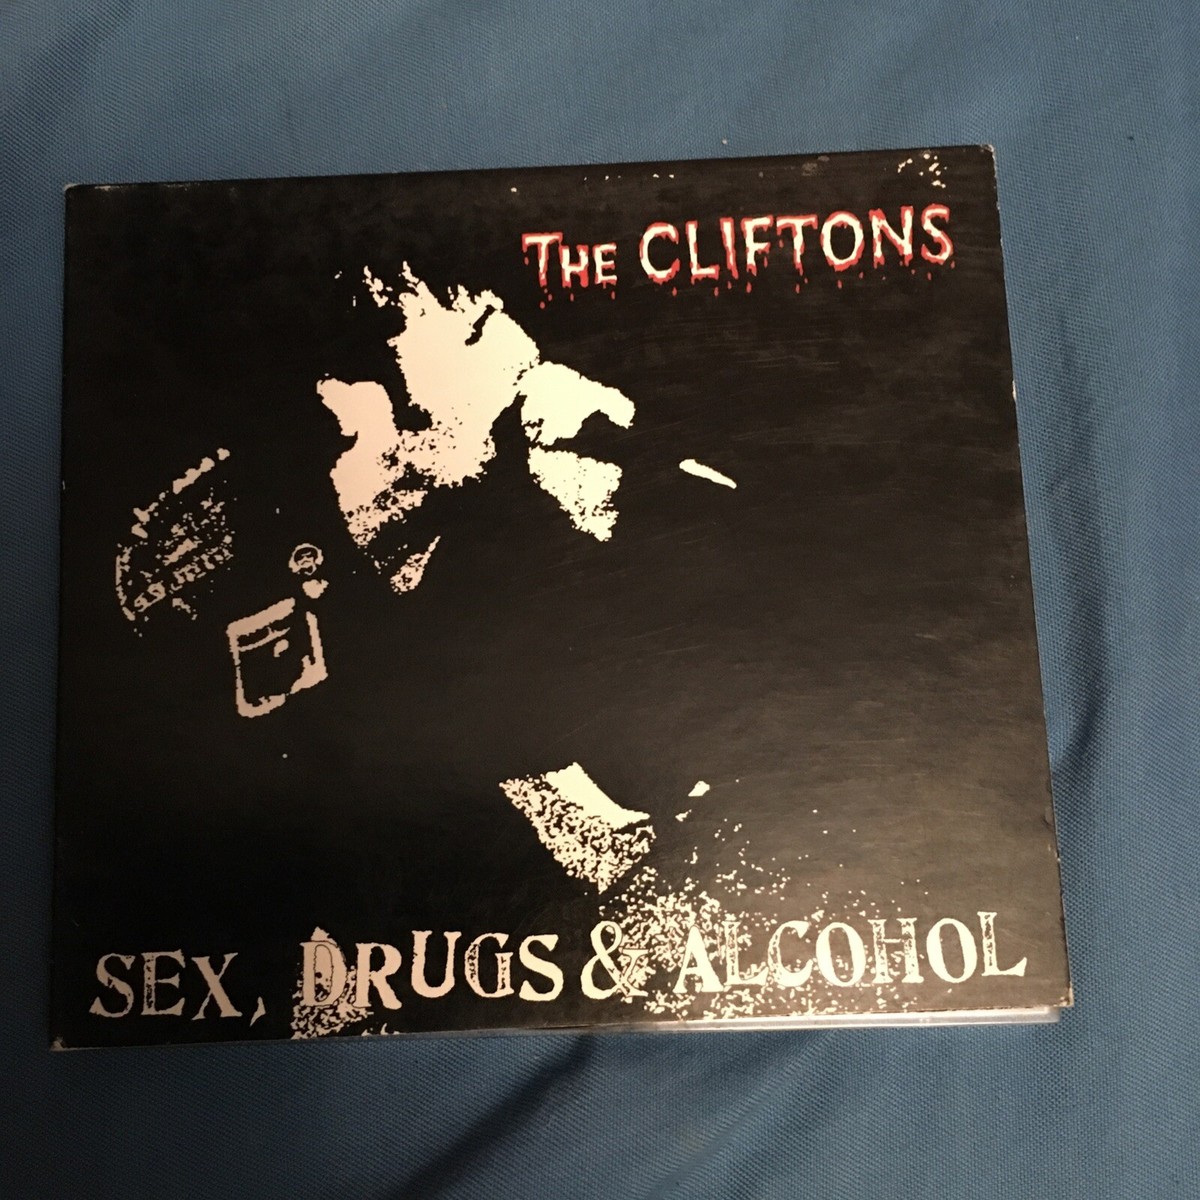 THE CLIFTONS
SEX, DRUGS & ALCOHOL